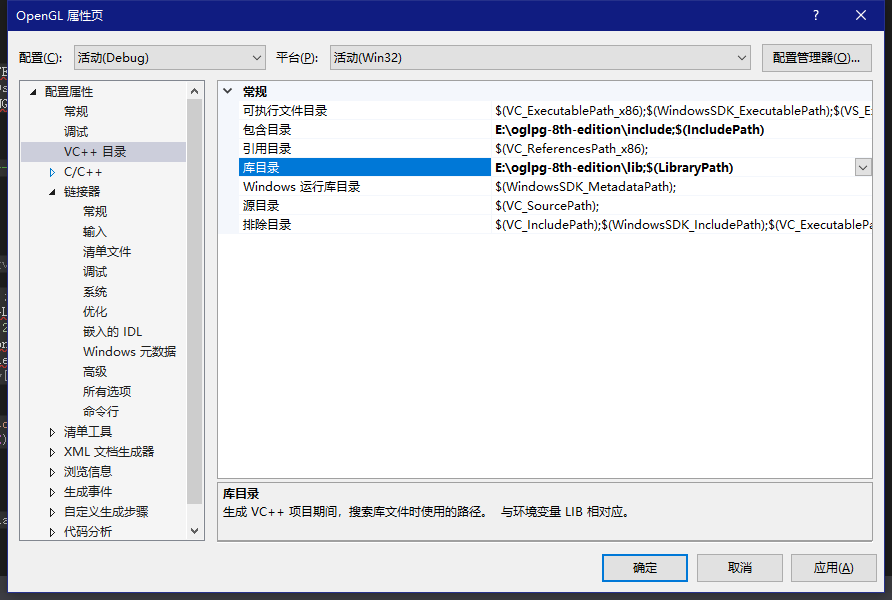 OpenGL 属性页
配置(C): 活动(Debug) 平台(P): 活动(Win32) 配置管理器(O)...
配置属性
常规
调试
VC++ 目录
C/C++
链接器
常规
输入
清单文件
调试
系统
优化
嵌入的 IDL
Windows 元数据
高级
所有选项
命令行
清单工具
XML 文档生成器
浏览信息
生成事件
自定义生成步骤
代码分析
常规
可执行文件目录 $(VC_ExecutablePath_x86);$(WindowsSDK_ExecutablePath);$(VS_E
包含目录 E:\oglpg-8th-edition\include;$(IncludePath)
引用目录 $(VC_ReferencesPath_x86);
库目录 E:\oglpg-8th-edition\lib;$(LibraryPath)
Windows 运行库目录 $(WindowsSDK_MetadataPath);
源目录 $(VC_SourcePath);
排除目录 $(VC_IncludePath);$(WindowsSDK_IncludePath);$(VC_ExecutablePa
库目录
生成 VC++ 项目期间，搜索库文件时使用的路径。 与环境变量 LIB 相对应。
确定 取消 应用(A)